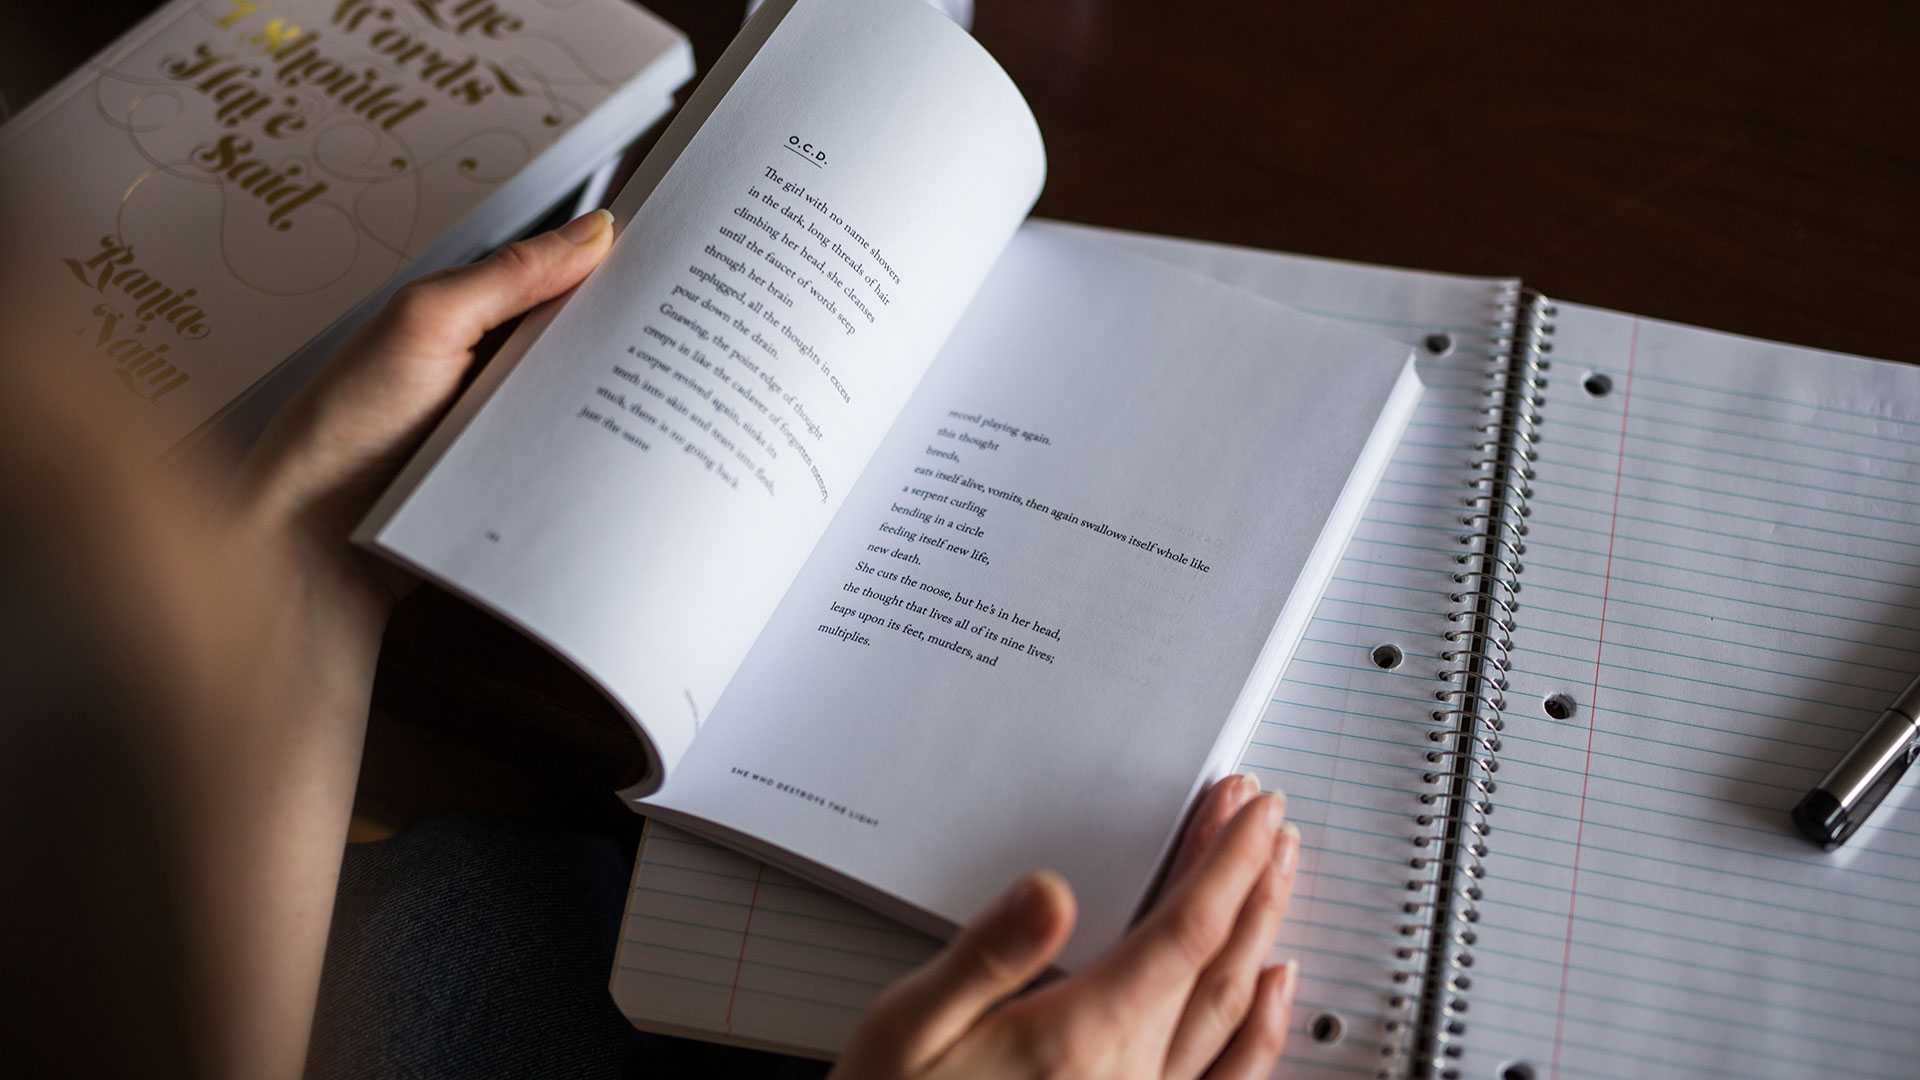 The
Words
I should
Have
Said
Rania
Naim
O.C.D.
The girl with no name showers
in the dark, long threads of hair
climbing her head, she cleanses
until the faucet of words seep
through her brain
unplugged, all the thoughts in excess
pour down the drain.
Gnawing, the point edge of thought
creeps in like the cadaver of forgotten memory,
a corpse revived again, sinks its
teeth into skin and tears into flesh,
stuck, there is no going back
just the same
record playing again.
this thought
breeds,
eats itself alive, vomits, then again swallows itself whole like
a serpent curling
bending in a circle
feeding itself new life,
new death.
She cuts the noose, but he's in her head,
the thought that lives all of its nine lives;
leaps upon its feet, murders, and
multiplies.
SHE WHO DESTROYS THE LIGHT